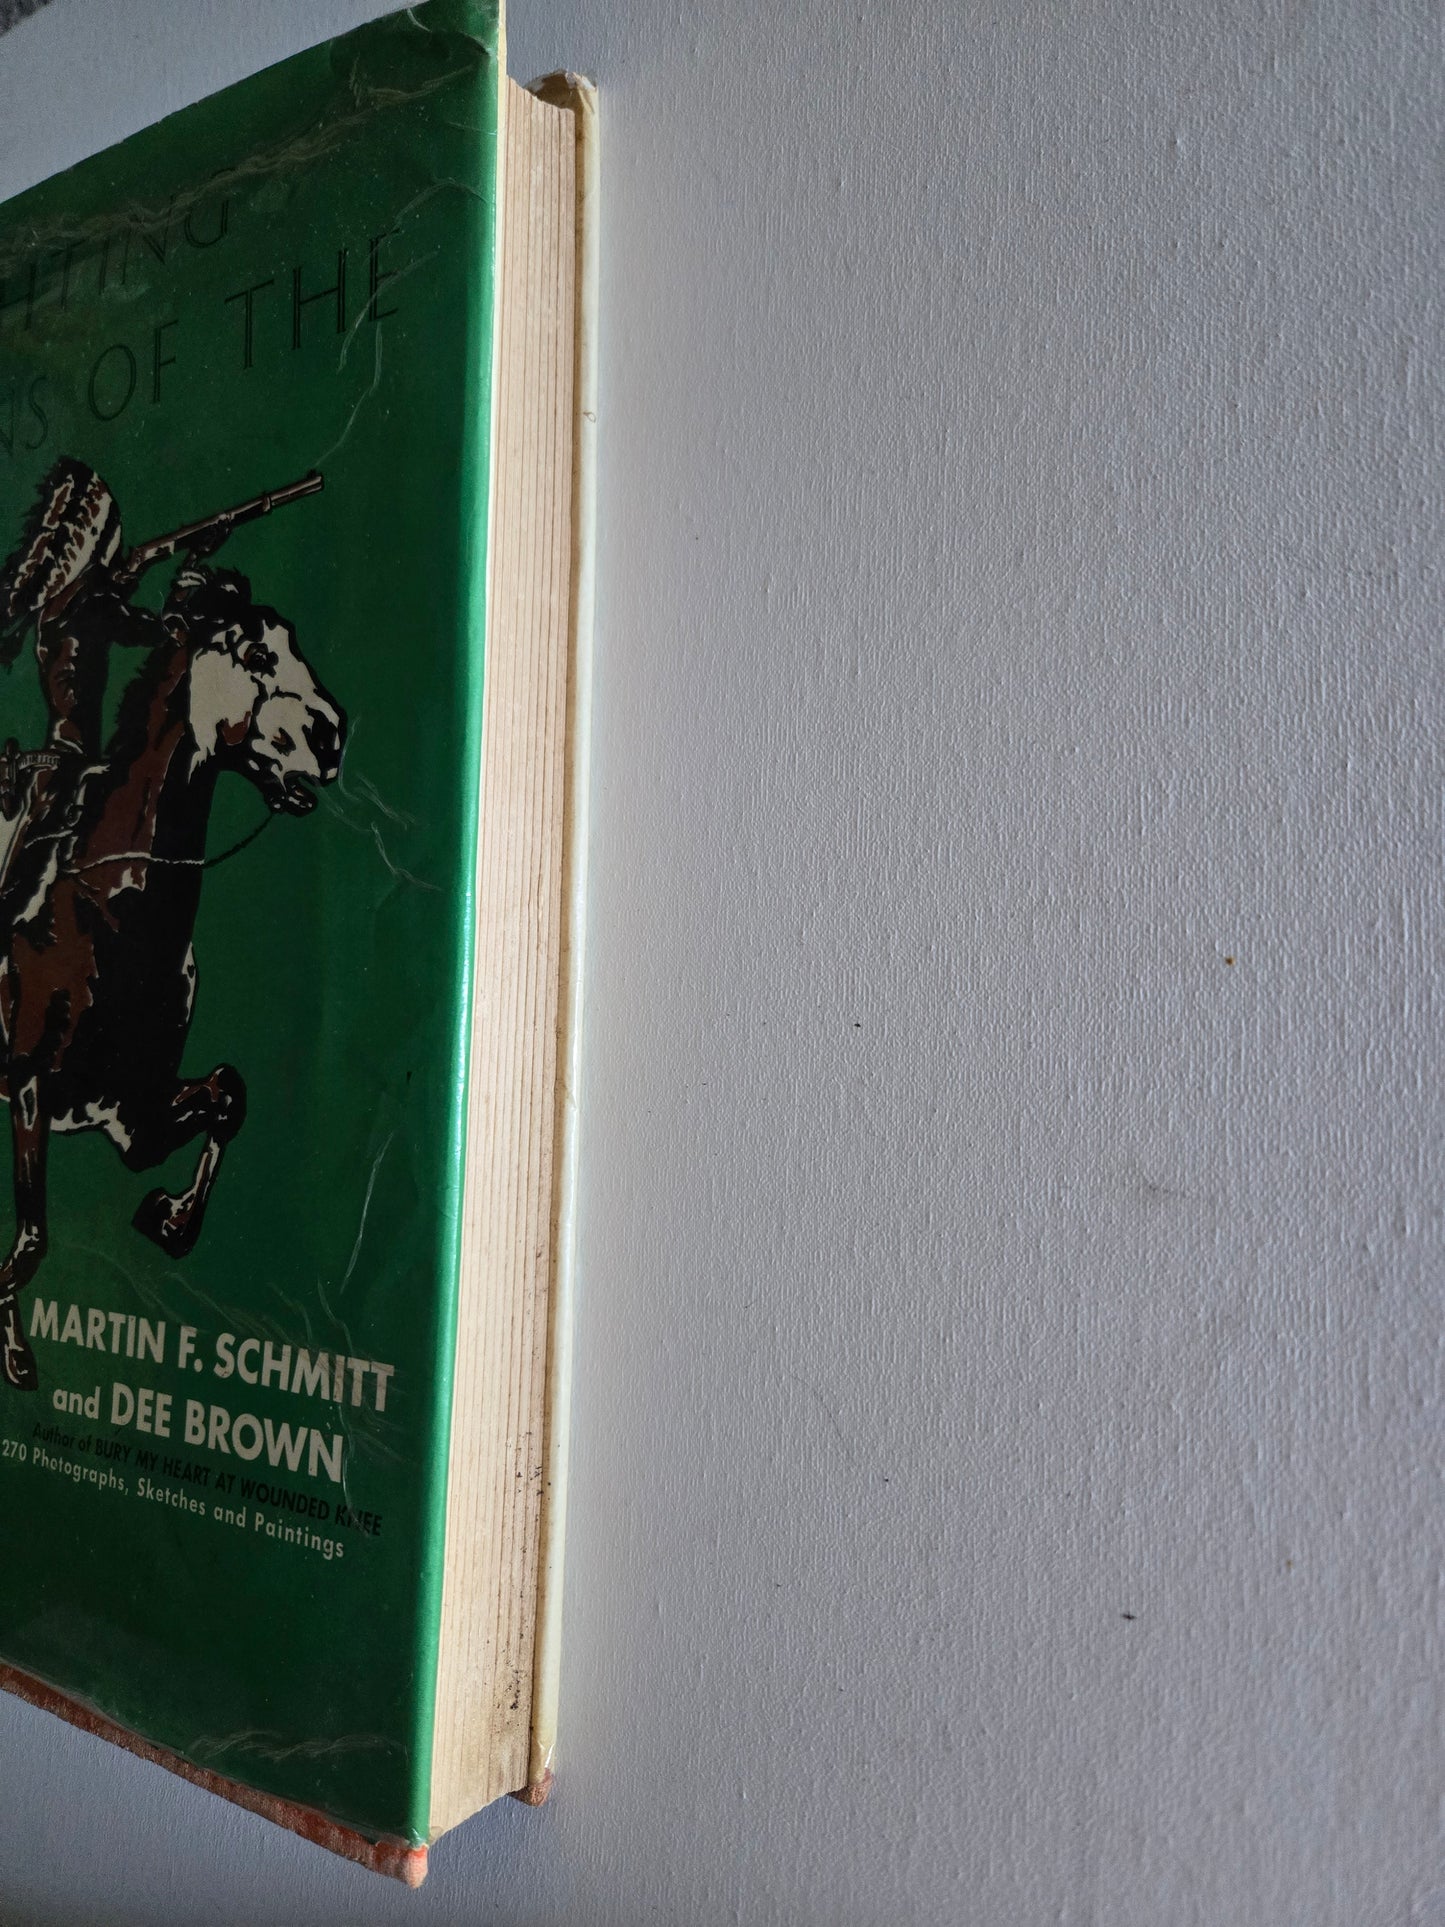 HTING
NS OF THE
MARTIN F. SCHMITT
and DEE BROWN
Author of BURY MY HEART AT WOUNDED KNEE
270 Photographs, Sketches and Paintings